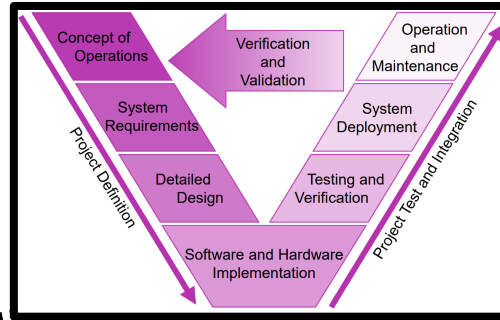 Concept of
Operations
Verification
and
Validation
Operation
and
Maintenance
System
Requirements
System
Deployment
Detailed
Design
Testing and
Verification
Software and Hardware
Implementation
Project Definition
Project Test and Integration